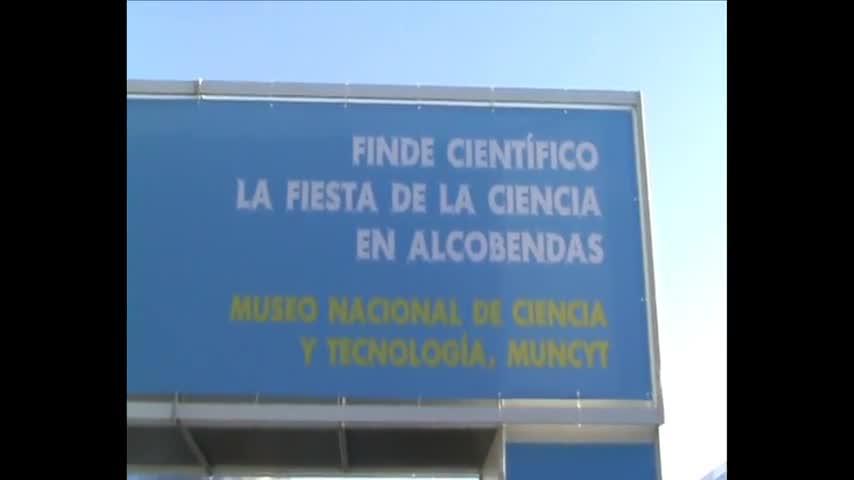 FINDE CIENTÍFICO
LA FIESTA DE LA CIENCIA
EN ALCOBENDAS
MUSEO NACIONAL DE CIENCIA
Y TECNOLOGÍA, MUNCYT